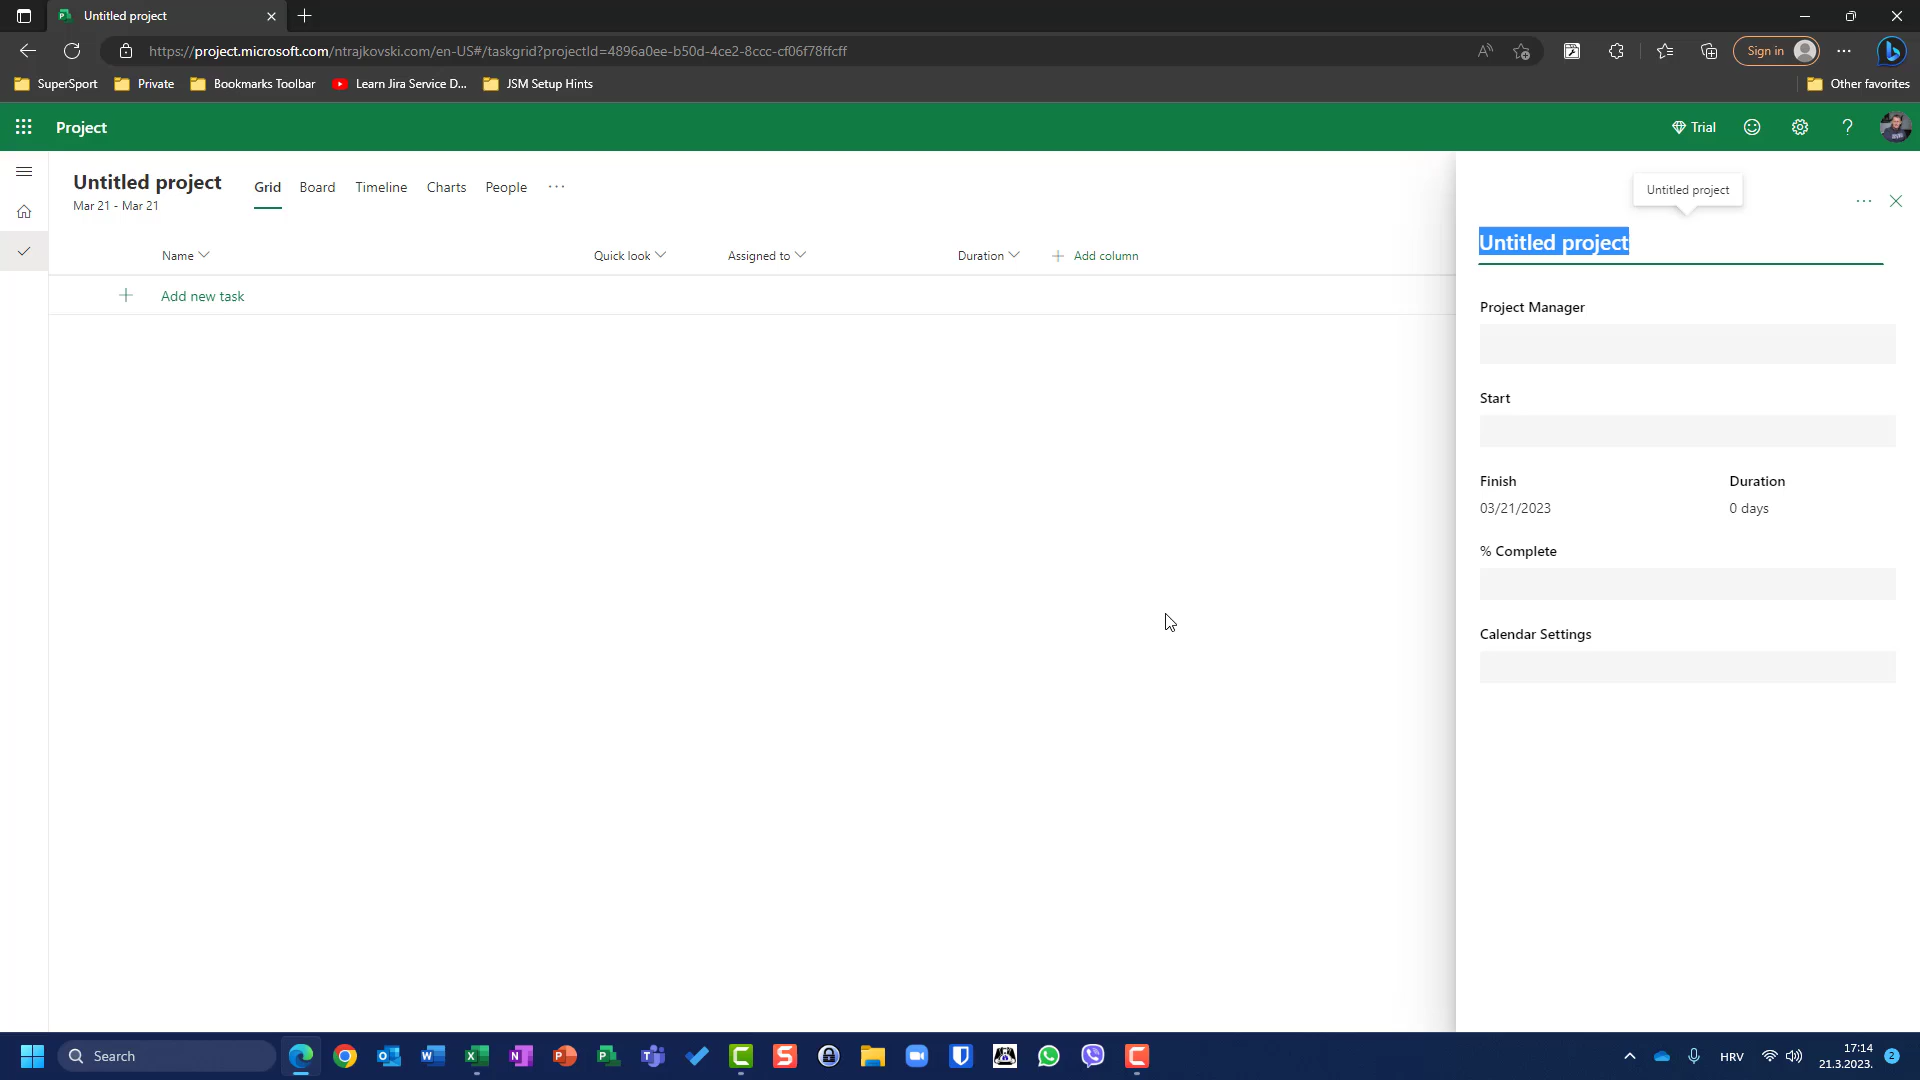 Untitled project
https://project.microsoft.com/ntrajkovski.com/en-US#/taskgrid?projectId=4896a0ee-b50d-4ce2-8ccc-cf06f78ffcff
Sign in
SuperSport
Private
Bookmarks Toolbar
Learn Jira Service D...
JSM Setup Hints
Other favorites
Project
Trial
Untitled project
Mar 21 - Mar 21
Grid
Board
Timeline
Charts
People
Untitled project
Untitled project
Name
Quick look
Assigned to
Duration
Add column
Add new task
Project Manager
Start
Finish
Duration
03/21/2023
0 days
% Complete
Calendar Settings
Search
HRV
17:14
21.3.2023.
2